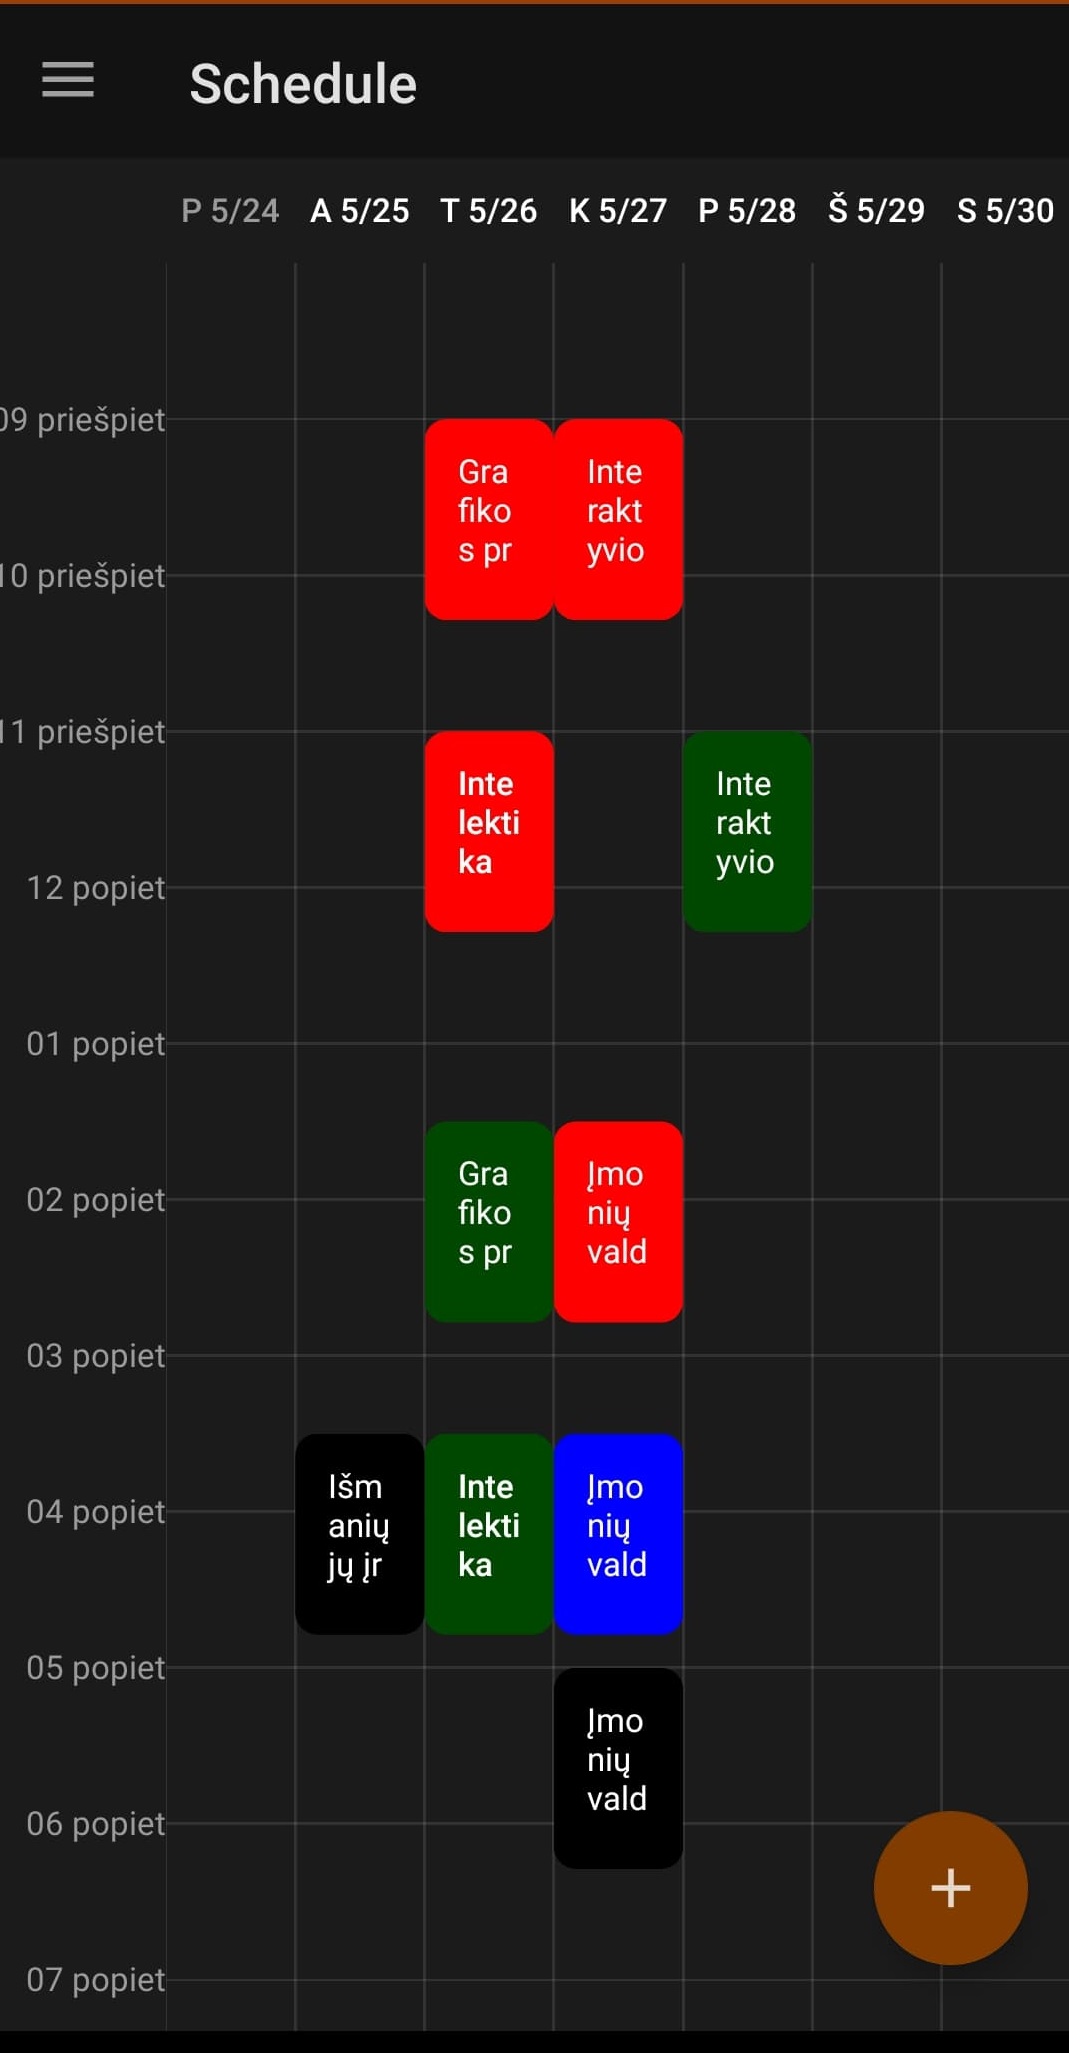 Schedule
P 5/24 A 5/25 T 5/26 K 5/27 P 5/28 Š 5/29 S 5/30
09 priešpiet
Gra
fiko
s pr
Inte
rakt
yvio
10 priešpiet
11 priešpiet
Inte
lekti
ka
Inte
rakt
yvio
12 popiet
01 popiet
Gra
fiko
s pr
Įmo
nių
vald
02 popiet
03 popiet
Išm
anių
jų įr
Inte
lekti
ka
Įmo
nių
vald
04 popiet
05 popiet
Įmo
nių
vald
06 popiet
07 popiet